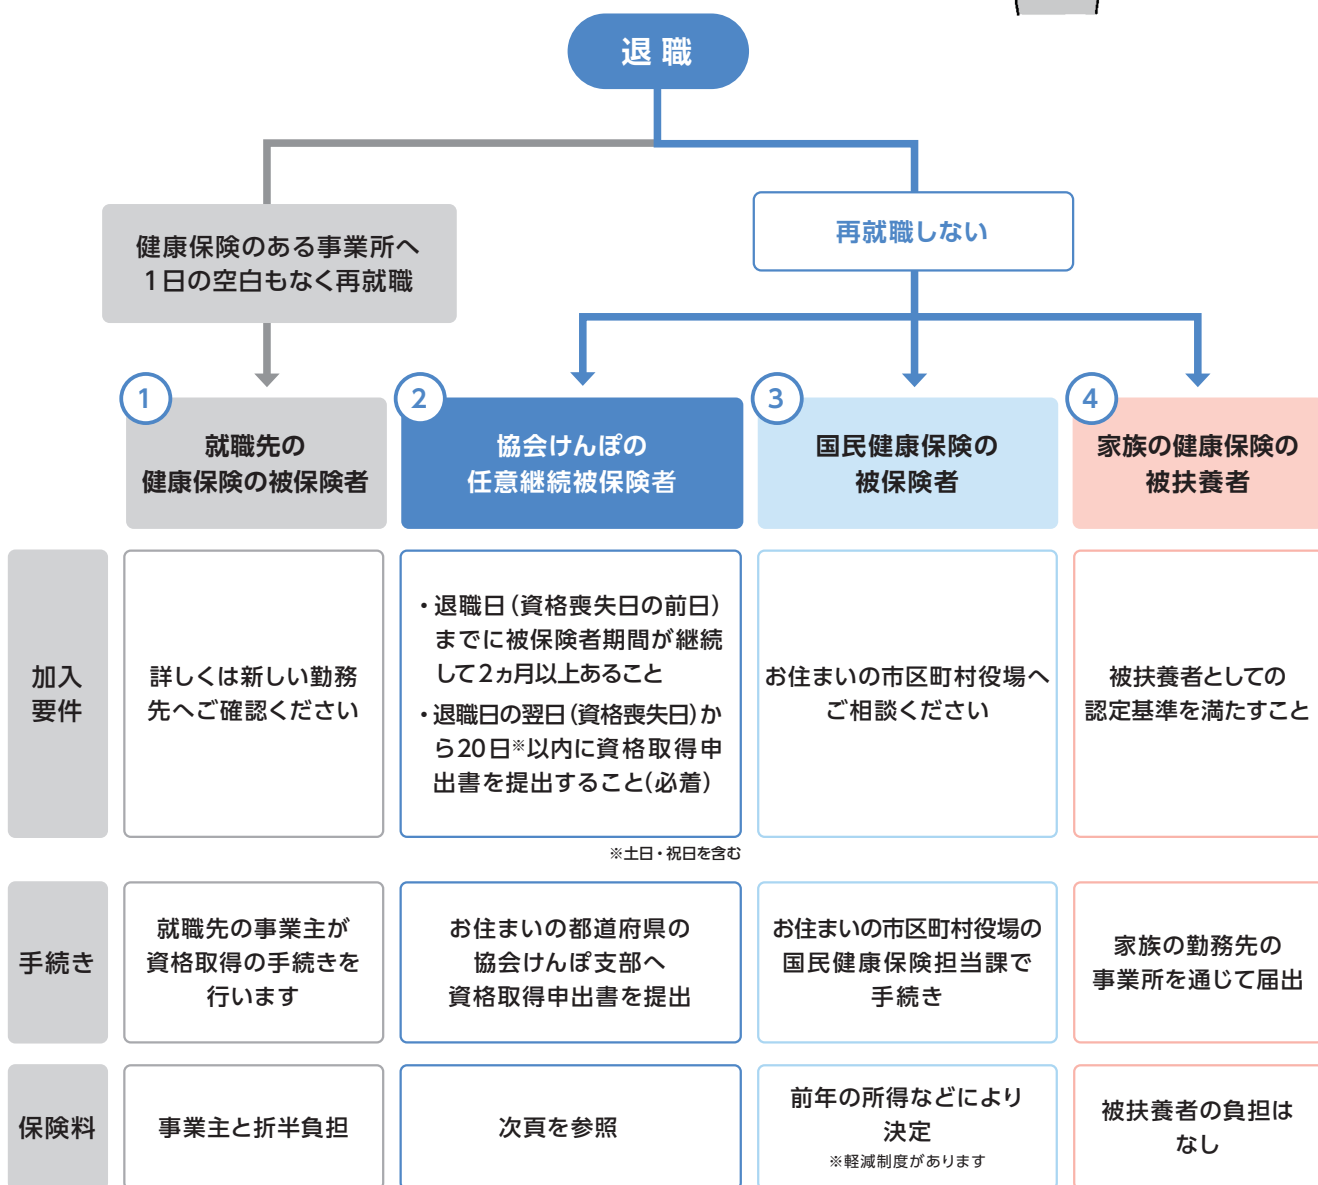 退職
健康保険のある事業所へ
1日の空白もなく再就職
再就職しない
1
就職先の
健康保険の被保険者
2
協会けんぽの
任意継続被保険者
3
国民健康保険の
被保険者
4
家族の健康保険の
被扶養者
加入
要件
詳しくは新しい勤務
先へご確認ください
・退職日(資格喪失日の前日)
までに被保険者期間が継続
して2ヵ月以上あること
・退職日の翌日(資格喪失日)か
ら20日※以内に資格取得申
出書を提出すること(必着)
※土日・祝日を含む
お住まいの市区町村役場へ
ご相談ください
被扶養者としての
認定基準を満たすこと
手続き
就職先の事業主が
資格取得の手続きを
行います
お住まいの都道府県の
協会けんぽ支部へ
資格取得申出書を提出
お住まいの市区町村役場の
国民健康保険担当課で
手続き
家族の勤務先の
事業所を通じて届出
保険料
事業主と折半負担
次頁を参照
前年の所得などにより
決定
※軽減制度があります
被扶養者の負担は
なし